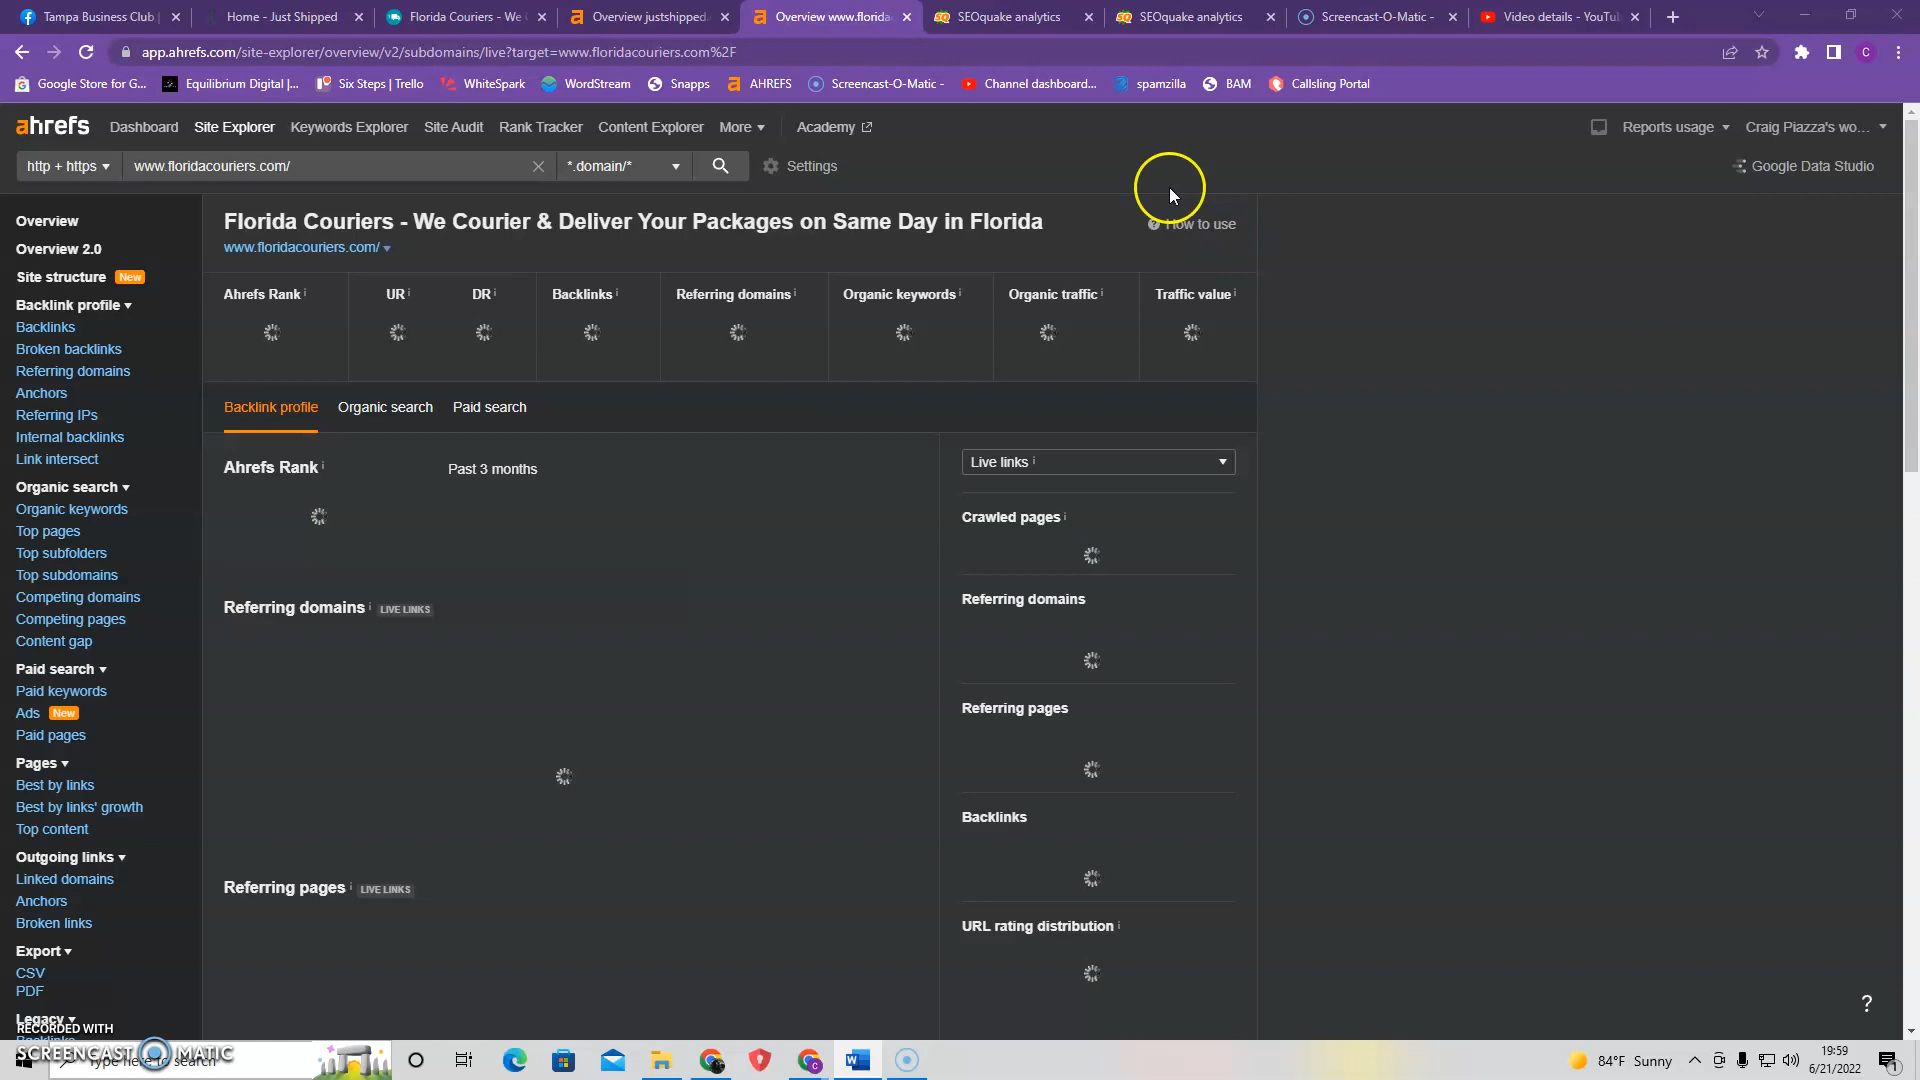 Tampa Business Club |
Home - Just Shipped
Florida Couriers - We C
Overview justshipped.
Overview www.florida
SEOquake analytics
SEOquake analytics
Screencast-O-Matic -
Video details - YouTu
app.ahrefs.com/site-explorer/overview/v2/subdomains/live?target=www.floridacouriers.com%2F
C
Google Store for G...
Equilibrium Digital |...
Six Steps | Trello
WhiteSpark
WordStream
Snapps
AHREFS
Screencast-O-Matic -
Channel dashboard...
spamzilla
BAM
Callsling Portal
ahrefs
Dashboard
Site Explorer
Keywords Explorer
Site Audit
Rank Tracker
Content Explorer
More
Academy
Reports usage
Craig Piazza's wo...
http + https
www.floridacouriers.com/
*.domain/*
Settings
Google Data Studio
Overview
Overview 2.0
Site structure New
Backlink profile
Backlinks
Broken backlinks
Referring domains
Anchors
Referring IPs
Internal backlinks
Link intersect
Organic search
Organic keywords
Top pages
Top subfolders
Top subdomains
Competing domains
Competing pages
Content gap
Paid search
Paid keywords
Ads New
Paid pages
Pages
Best by links
Best by links' growth
Top content
Outgoing links
Linked domains
Anchors
Broken links
Export
CSV
PDF
Legacy
Florida Couriers - We Courier & Deliver Your Packages on Same Day in Florida
How to use
www.floridacouriers.com/
Ahrefs Rank
UR
DR
Backlinks
Referring domains
Organic keywords
Organic traffic
Traffic value
Backlink profile
Organic search
Paid search
Ahrefs Rank
Past 3 months
Referring domains LIVE LINKS
Referring pages LIVE LINKS
Live links
Crawled pages
Referring domains
Referring pages
Backlinks
URL rating distribution
?
RECORDED WITH
SCREENCAST MATIC
Type here to search
84°F Sunny
19:59
6/21/2022
1